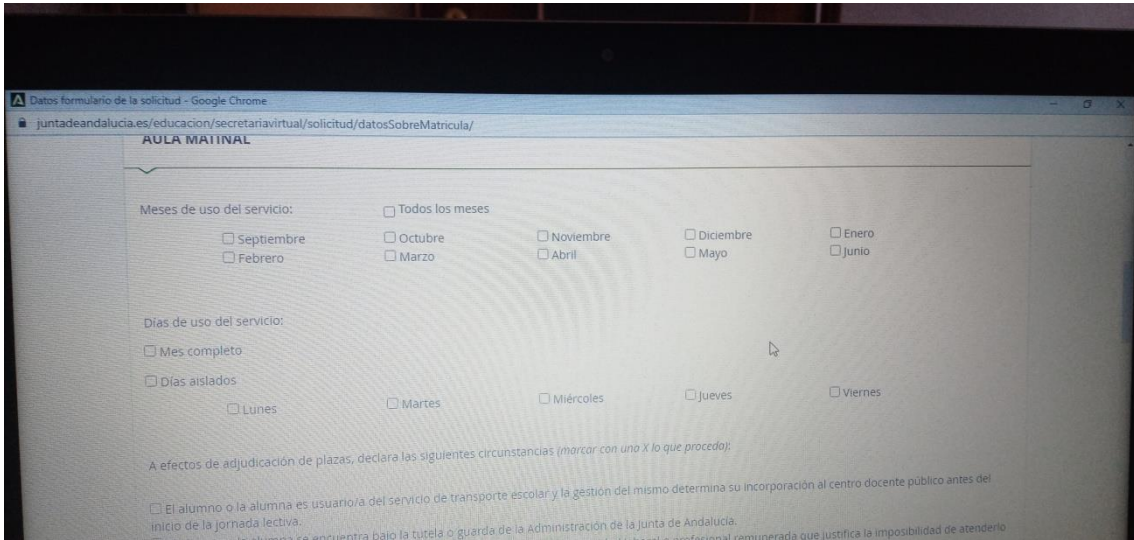 Datos formulario de la solicitud - Google Chrome
juntadeandalucia.es/educacion/secretariavirtual/solicitud/datosSobreMatricula/
AULA MATINAL
Meses de uso del servicio: Todos los meses
Septiembre Octubre Noviembre Diciembre Enero
Febrero Marzo Abril Mayo Junio
Días de uso del servicio:
Mes completo
Días aislados
Lunes Martes Miércoles Jueves Viernes
A efectos de adjudicación de plazas, declara las siguientes circunstancias (marcar con una X lo que proceda):
El alumno o la alumna es usuario/a del servicio de transporte escolar y la gestión del mismo determina su incorporación al centro docente público antes del
inicio de la jornada lectiva.
alumna se encuentra bajo la tutela o guarda de la Administración de la Junta de Andalucía.
profesional remunerada que justifica la imposibilidad de atenderlo